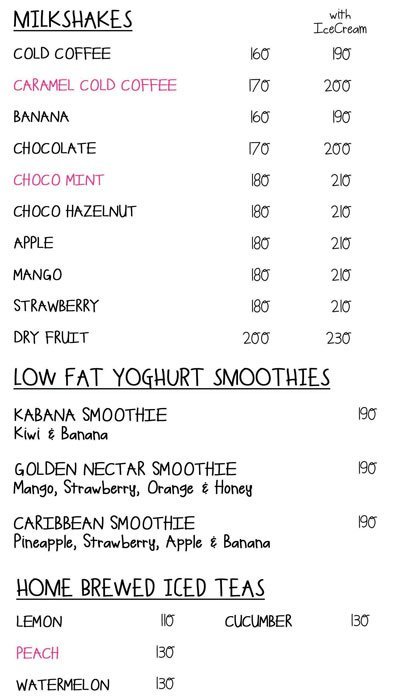 MILKSHAKES with
IceCream
COLD COFFEE 160 190
CARAMEL COLD COFFEE 170 200
BANANA 160 190
CHOCOLATE 170 200
CHOCO MINT 180 210
CHOCO HAZELNUT 180 210
APPLE 180 210
MANGO 180 210
STRAWBERRY 180 210
DRY FRUIT 200 230
LOW FAT YOGHURT SMOOTHIES
KABANA SMOOTHIE 190
Kiwi & Banana
GOLDEN NECTAR SMOOTHIE 190
Mango, Strawberry, Orange & Honey
CARIBBEAN SMOOTHIE 190
Pineapple, Strawberry, Apple & Banana
HOME BREWED ICED TEAS
LEMON 110 CUCUMBER 130
PEACH 130
WATERMELON 130